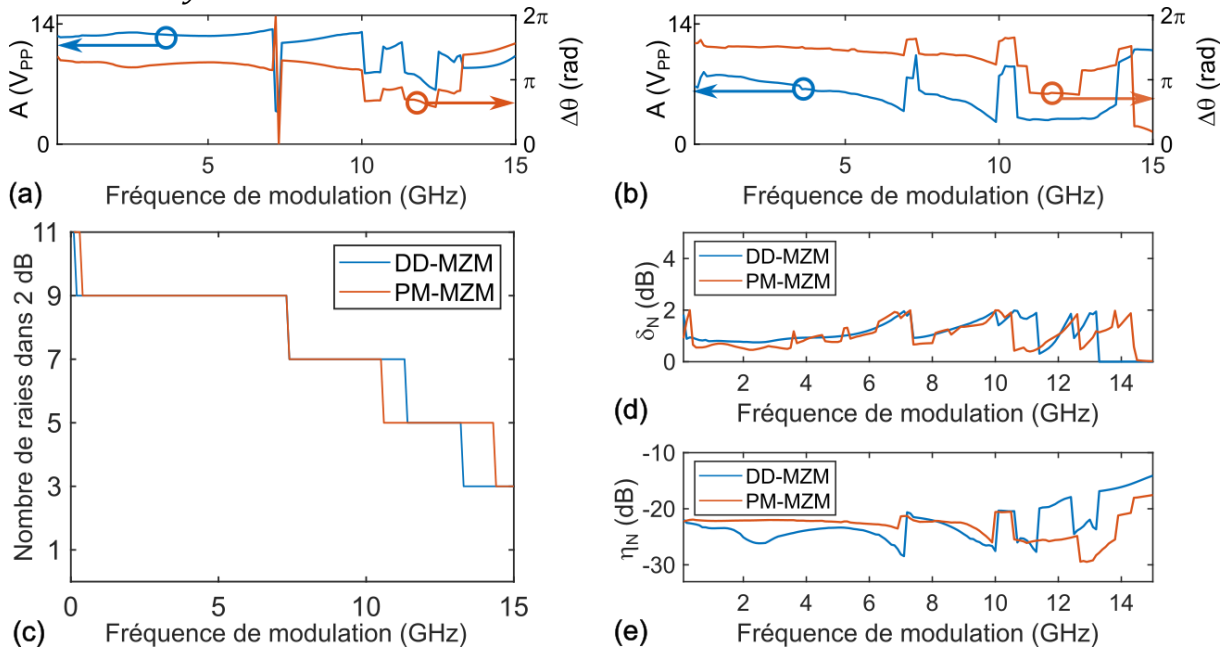 14
A (VPP)
0
5
10
15
2π
π
0
Δθ (rad)
(a)
Fréquence de modulation (GHz)
14
A (VPP)
0
5
10
15
2π
π
0
Δθ (rad)
(b)
Fréquence de modulation (GHz)
Nombre de raies dans 2 dB
11
9
7
5
3
1
0
5
10
15
DD-MZM
PM-MZM
(c)
Fréquence de modulation (GHz)
δN (dB)
4
2
0
2
4
6
8
10
12
14
DD-MZM
PM-MZM
(d)
Fréquence de modulation (GHz)
ηN (dB)
-10
-20
-30
2
4
6
8
10
12
14
DD-MZM
PM-MZM
(e)
Fréquence de modulation (GHz)